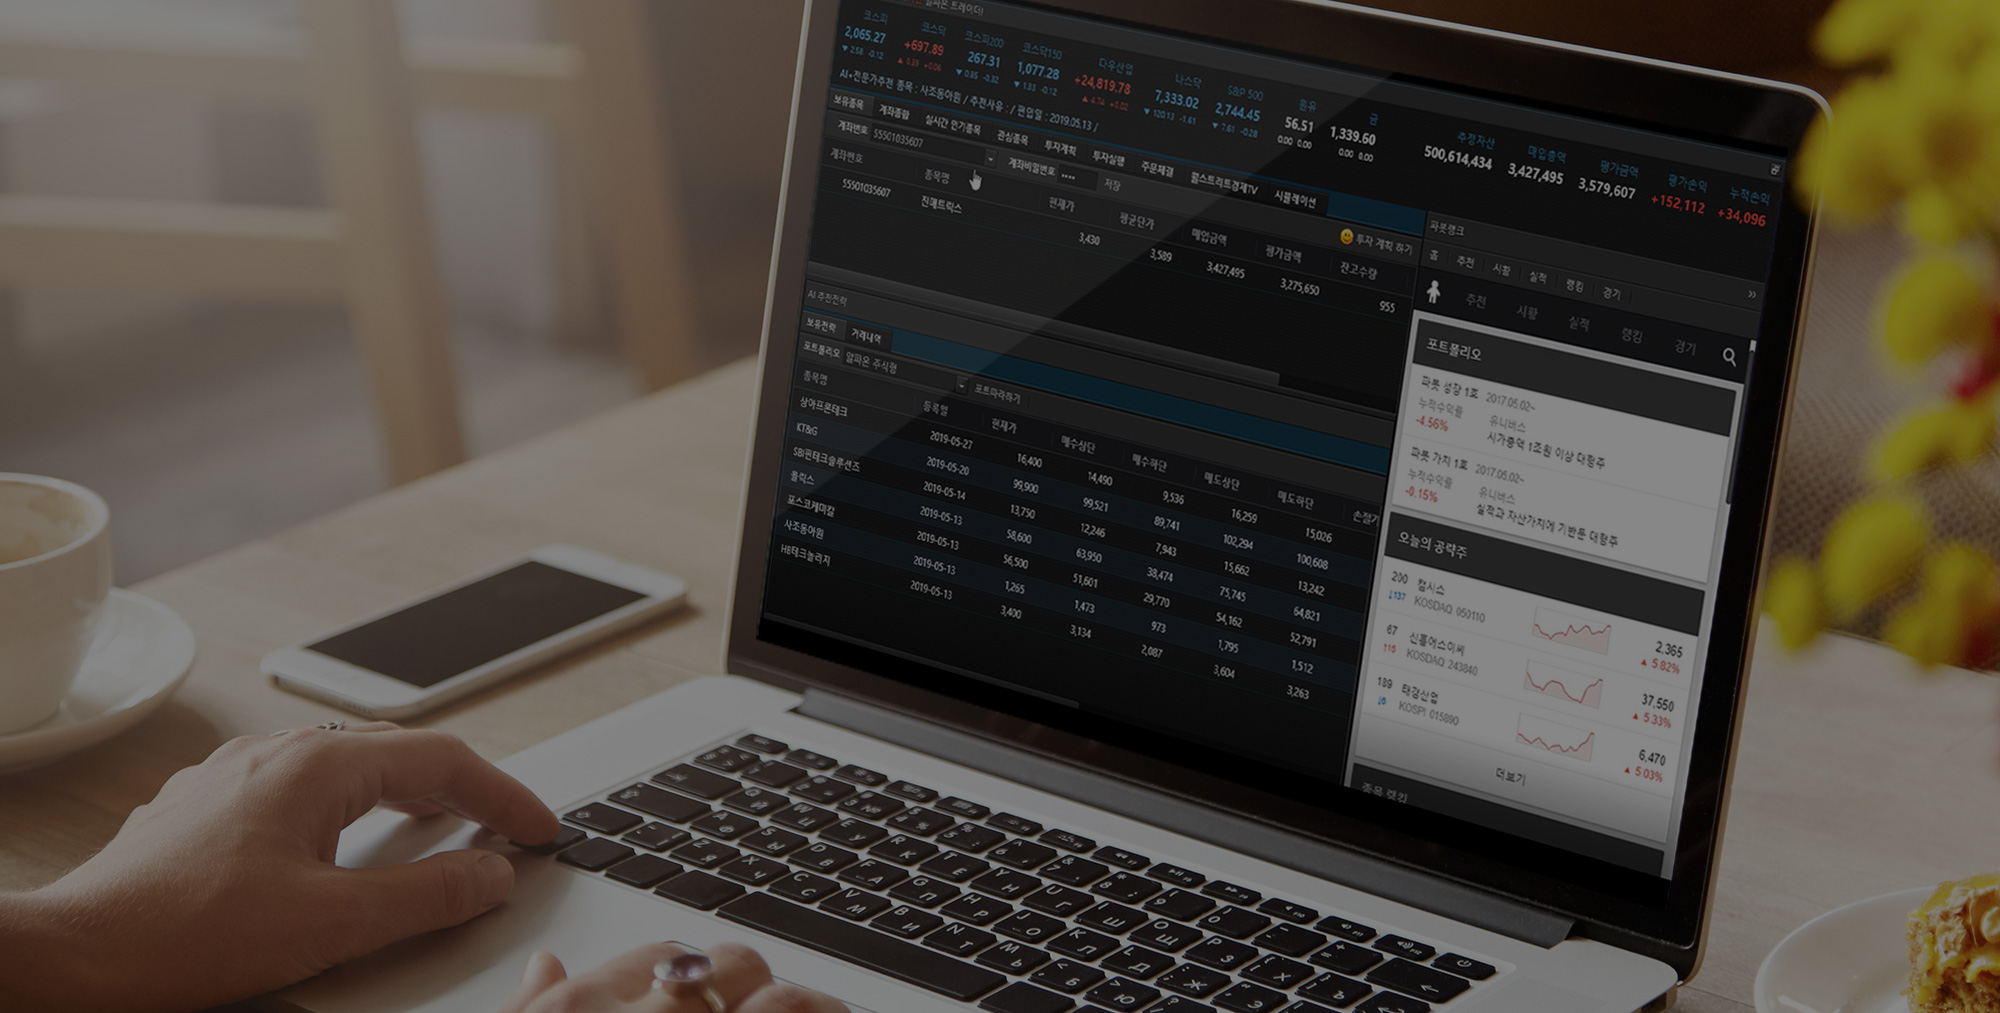 알파온 트레이더
코스피 코스닥 코스피200 코스닥150 다우산업 나스닥 S&P 500 금
2,065.27 +697.89 267.31 1,077.28 +24,819.78 7,333.02 2,744.45 56.51 1,339.60
▼ 2.58 -0.12 ▲ 0.39 +0.06 ▼ 0.85 -0.32 ▼ 1.33 -0.12 ▲ 4.74 +0.02 ▼ 120.13 -1.61 ▼ 7.61 -0.28 0.00 0.00 0.00 0.00
추정자산 매입총액 평가금액 평가손익 누적손익
500,614,434 3,427,495 3,579,607 +152,112 +34,096
AI+전문가추천 종목 : 사조동아원 / 추천사유 : / 편입일 : 2019.05.13 /
보유종목 계좌종합 실시간 인기종목 관심종목 투자계획 투자실행 주문체결 월스트리트경제TV 시뮬레이션
계좌번호 55501035607 계좌비밀번호 •••• 저장
투자 계획 하기
계좌번호 종목명 현재가 평균단가 매입금액 평가금액 잔고수량
55501035607 진매트릭스 3,430 3,589 3,427,495 3,275,650 955
AI 추천전략
보유전략 거래내역
포트폴리오 알파온 주식형 포트따라하기
종목명 등록일 현재가 매수상단 매수하단 매도상단 매도하단
상아프론테크 2019-05-27 16,400 14,490 9,536 16,259 15,026
KT&G 2019-05-20 99,900 99,521 89,741 102,294 100,608
SBI핀테크솔루션즈 2019-05-14 13,750 12,246 7,943 15,662 13,242
플릭스 2019-05-13 58,600 63,950 38,474 75,745 64,821
포스코케미칼 2019-05-13 56,500 51,601 29,770 54,162 52,791
사조동아원 2019-05-13 1,265 1,473 973 1,795 1,512
HB테크놀러지 2019-05-13 3,400 3,134 2,087 3,604 3,263
파봇랭크
홈 추천 시황 실적 랭킹 경기
추천 시황 실적 랭킹 경기
포트폴리오
파봇 성장 1호 2017.05.02~
누적수익률 유니버스
-4.56% 시가총액 1조원 이상 대형주
파봇 가치 1호 2017.05.02~
누적수익률 유니버스
-0.15% 실적과 자산가치에 기반둔 대형주
오늘의 공략주
200 컴시스 2,365
↓137 KOSDAQ 050110 ▲ 5.82%
67 신흥에스이씨 37,550
↑15 KOSDAQ 243840 ▲ 5.33%
189 태경산업 6,470
KOSPI 015890 ▲ 5.03%
더보기
종목 랭킹